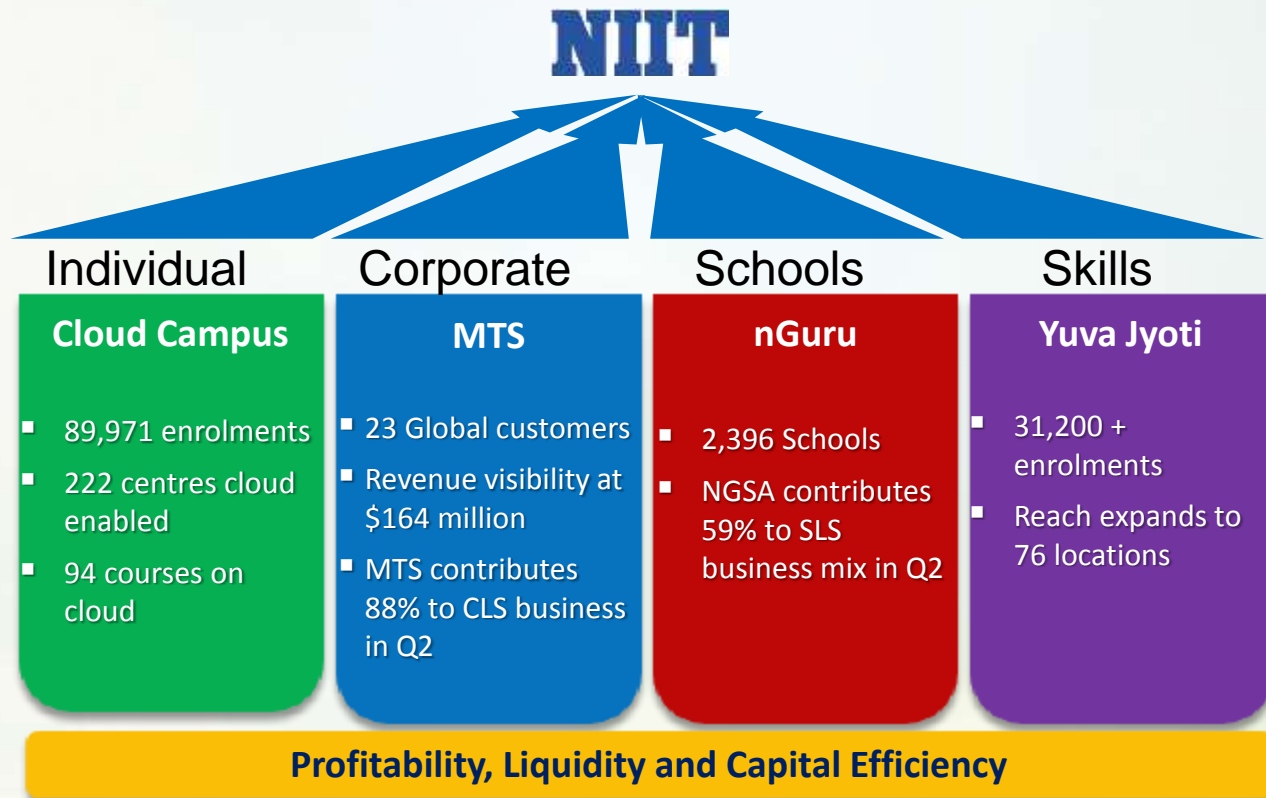 NIIT
Individual
Cloud Campus
▪ 89,971 enrolments
▪ 222 centres cloud
enabled
▪ 94 courses on
cloud
Corporate
MTS
▪ 23 Global customers
▪ Revenue visibility at
$164 million
▪ MTS contributes
88% to CLS business
in Q2
Schools
nGuru
▪ 2,396 Schools
▪ NGSA contributes
59% to SLS
business mix in Q2
Skills
Yuva Jyoti
▪ 31,200 +
enrolments
▪ Reach expands to
76 locations
Profitability, Liquidity and Capital Efficiency